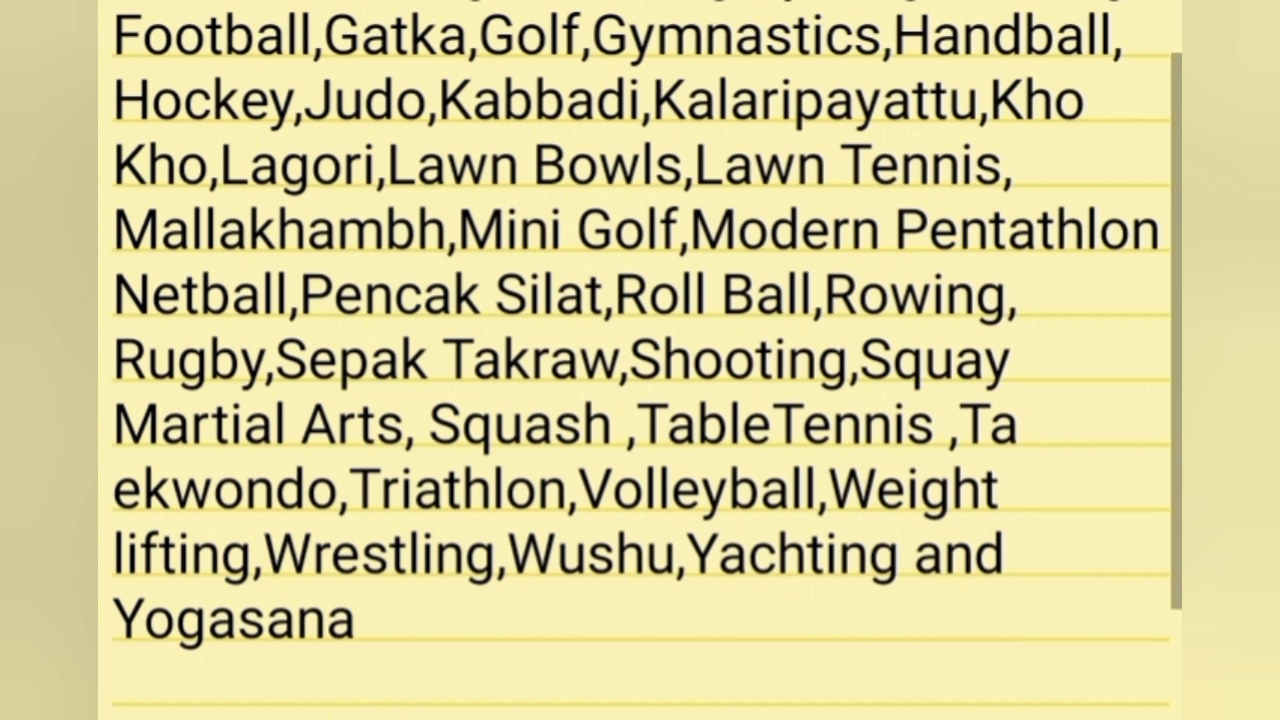 Football,Gatka,Golf,Gymnastics,Handball,
Hockey,Judo,Kabbadi,Kalaripayattu,Kho
Kho,Lagori,Lawn Bowls,Lawn Tennis,
Mallakhambh,Mini Golf,Modern Pentathlon
Netball,Pencak Silat,Roll Ball,Rowing,
Rugby,Sepak Takraw,Shooting,Squay
Martial Arts, Squash ,TableTennis ,Ta
ekwondo,Triathlon,Volleyball,Weight
lifting,Wrestling,Wushu,Yachting and
Yogasana